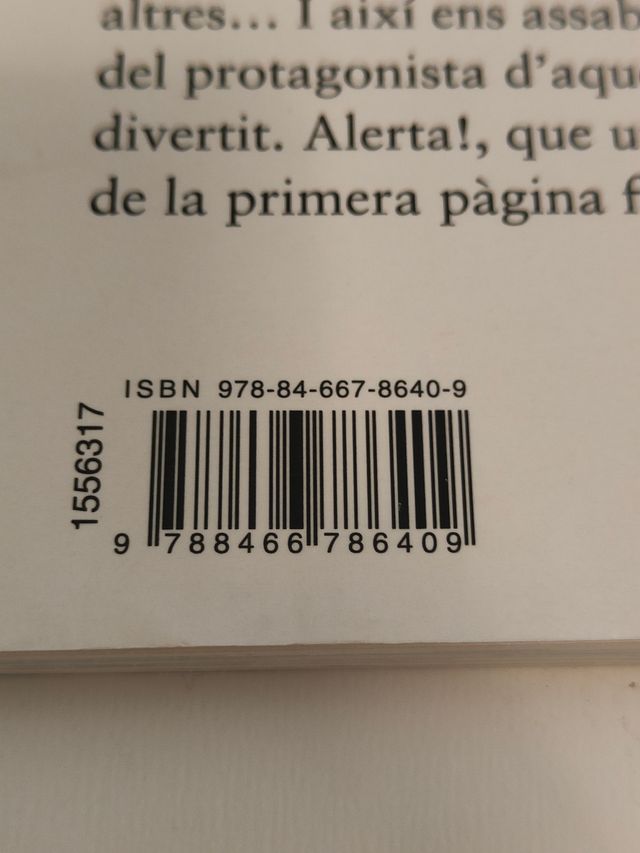 altres... I així ens assab
del protagonista d'aque
divertit. Alerta!, que u
de la primera pàgina f
ISBN 978-84-667-8640-9
1556317
9 788466 786409